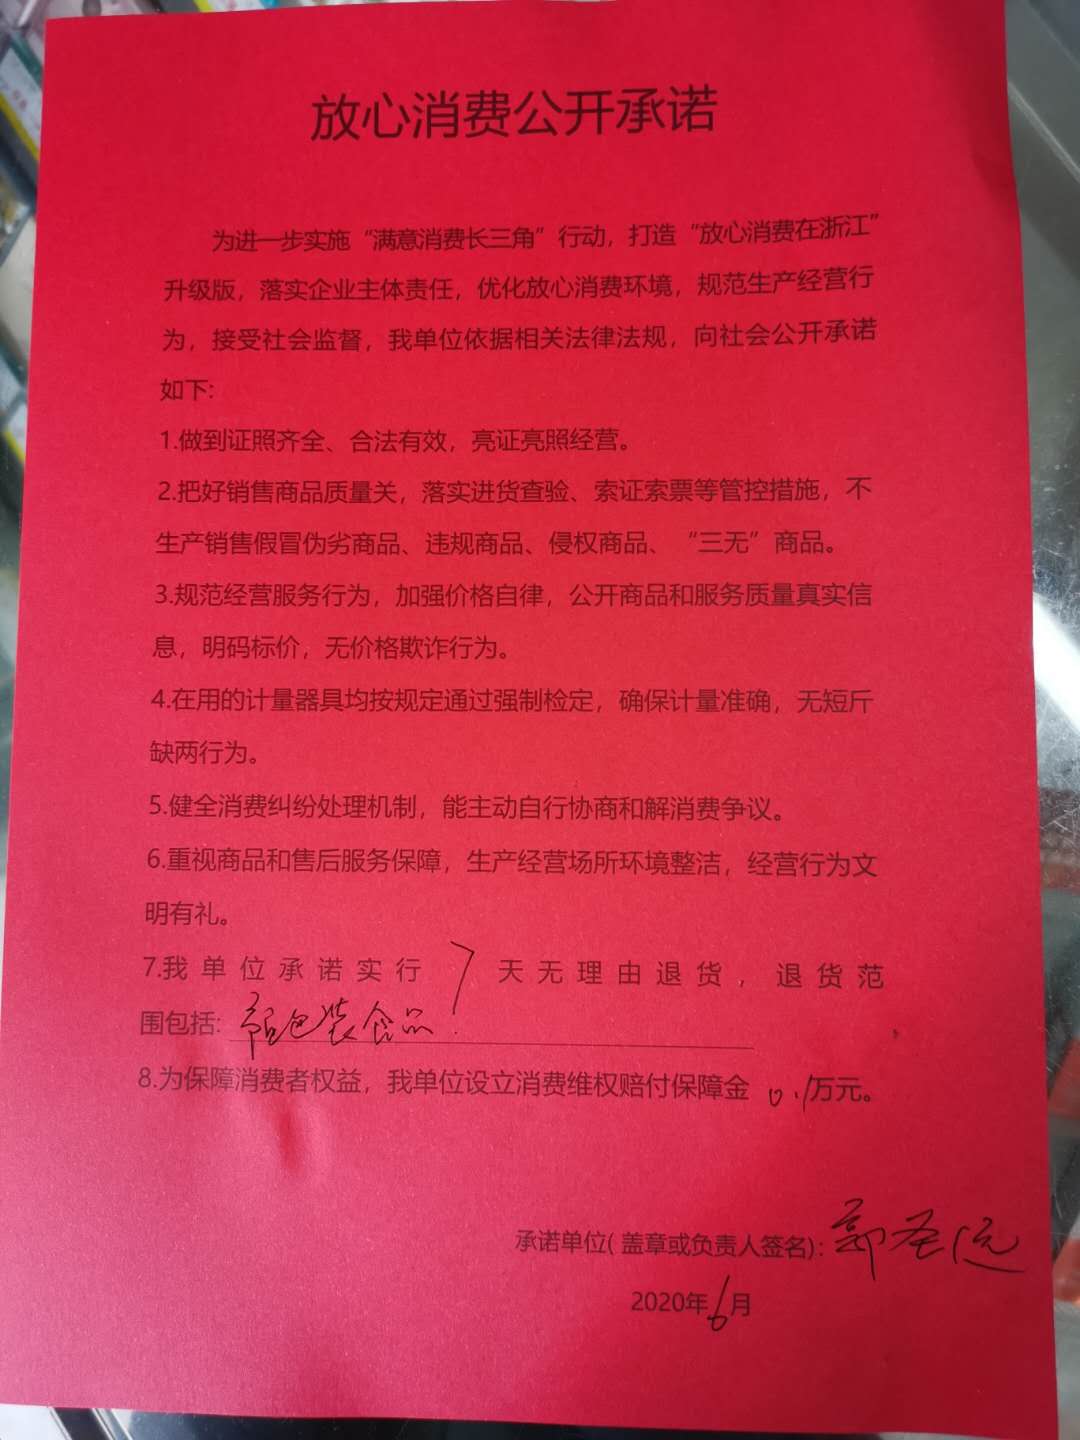 放心消费公开承诺
为进一步实施“满意消费长三角”行动，打造“放心消费在浙江”
升级版，落实企业主体责任，优化放心消费环境，规范生产经营行
为，接受社会监督，我单位依据相关法律法规，向社会公开承诺
如下:
1.做到证照齐全、合法有效，亮证亮照经营。
2.把好销售商品质量关，落实进货查验、索证索票等管控措施，不
生产销售假冒伪劣商品、违规商品、侵权商品、“三无”商品。
3.规范经营服务行为，加强价格自律，公开商品和服务质量真实信
息，明码标价，无价格欺诈行为。
4.在用的计量器具均按规定通过强制检定，确保计量准确，无短斤
缺两行为。
5.健全消费纠纷处理机制，能主动自行协商和解消费争议。
6.重视商品和售后服务保障，生产经营场所环境整洁，经营行为文
明有礼。
7.我单位承诺实行 7 天无理由退货，退货范
围包括: 预包装食品.
8.为保障消费者权益，我单位设立消费维权赔付保障金 0.1万元。
承诺单位( 盖章或负责人签名): 圣远
2020年6月